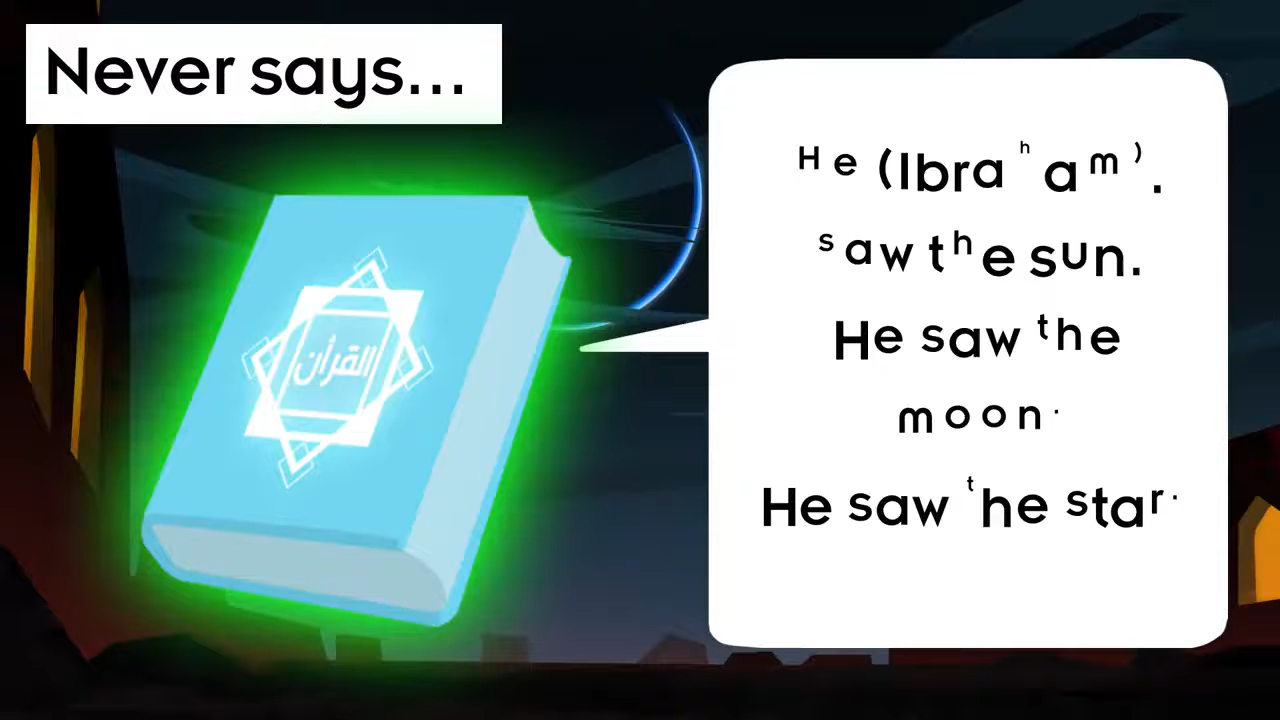 Never says...
القرآن
He (Ibraham).
saw the sun.
He saw the
moon.
He saw the star.